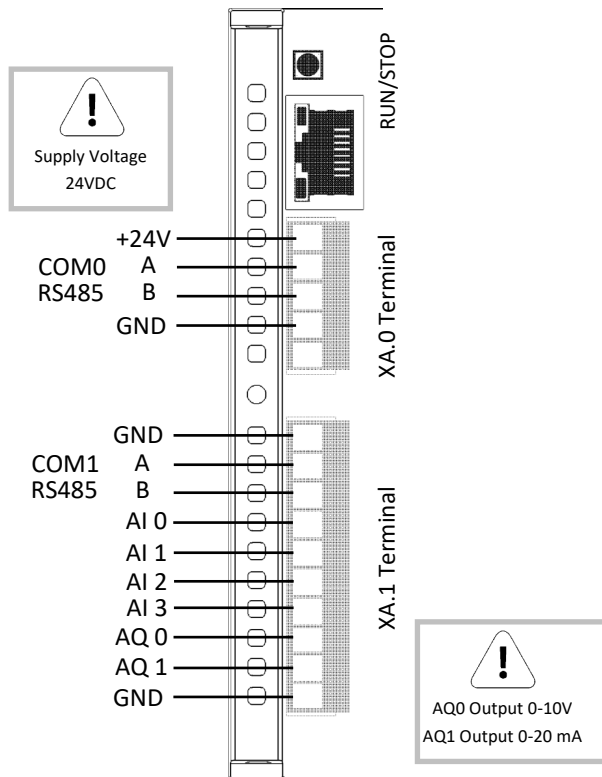 RUN/STOP
!
Supply Voltage
24VDC
+24V
COM0 A
RS485 B
GND
XA.0 Terminal
GND
COM1 A
RS485 B
AI 0
AI 1
AI 2
AI 3
AQ 0
AQ 1
GND
XA.1 Terminal
!
AQ0 Output 0-10V
AQ1 Output 0-20 mA